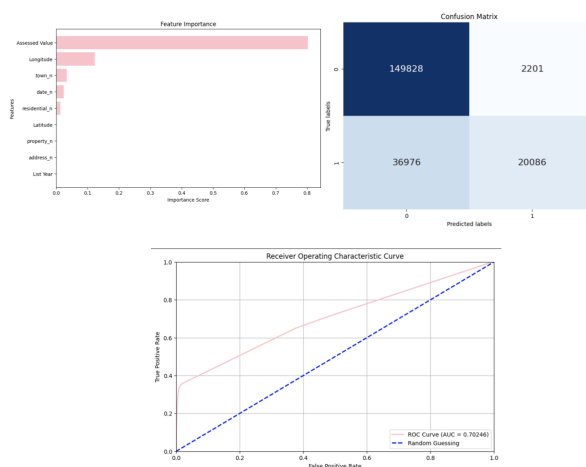 Feature Importance
Assessed Value
Longitude
town_n
date_n
residential_n
Latitude
property_n
address_n
List Year
Features
0.0 0.1 0.2 0.3 0.4 0.5 0.6 0.7 0.8
Importance Score
Confusion Matrix
True labels
0
149828 2201
1
36976 20086
0 1
Predicted labels
Receiver Operating Characteristic Curve
True Positive Rate
1.0
0.8
0.6
0.4
0.2
0.0
ROC Curve (AUC = 0.70246)
Random Guessing
0.0 0.2 0.4 0.6 0.8 1.0
False Positive Rate